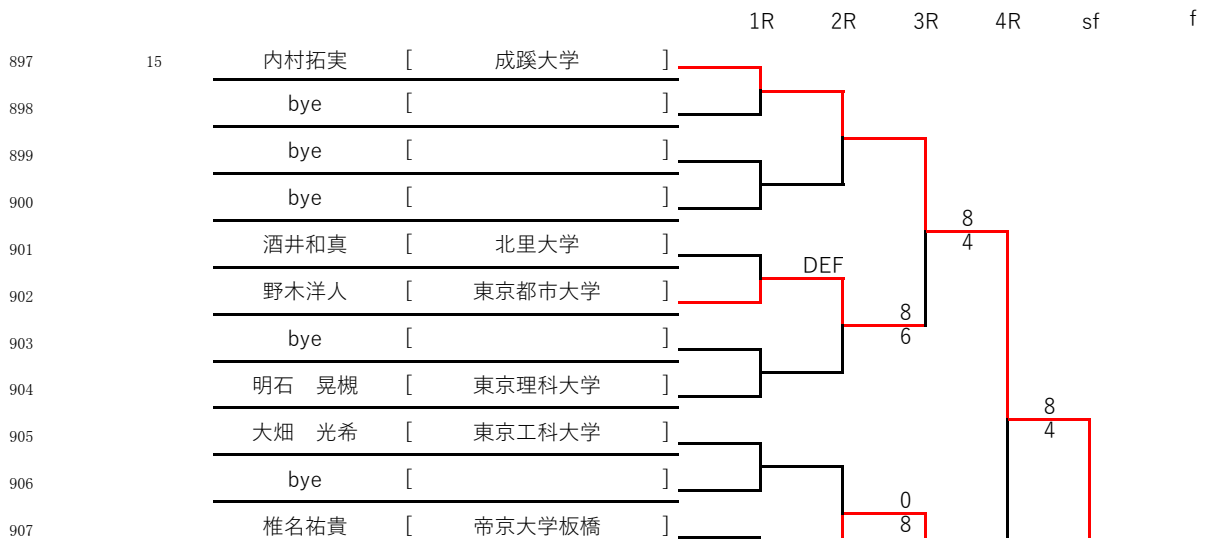 1R 2R 3R 4R sf f
897 15 内村拓実 [ 成蹊大学 ]
898 bye [ ]
899 bye [ ]
900 bye [ ]
8
901 酒井和真 [ 北里大学 ] 4
DEF
902 野木洋人 [ 東京都市大学 ]
8
903 bye [ ] 6
904 明石　晃槻 [ 東京理科大学 ]
8
905 大畑　光希 [ 東京工科大学 ] 4
906 bye [ ]
0
907 椎名祐貴 [ 帝京大学板橋 ] 8